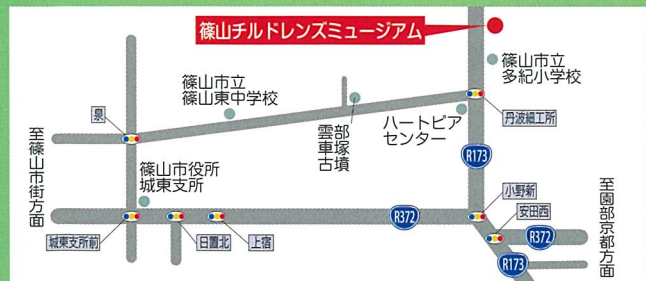 篠山チルドレンズミュージアム
篠山市立
多紀小学校
篠山市立
篠山東中学校
泉
雲部
車塚
古墳
ハートピア
センター
丹波細工所
R173
至篠山市街方面
篠山市役所
城東支所
城東支所前
日置北
上宿
R372
小野新
安田西
R372
R173
至園部京都方面